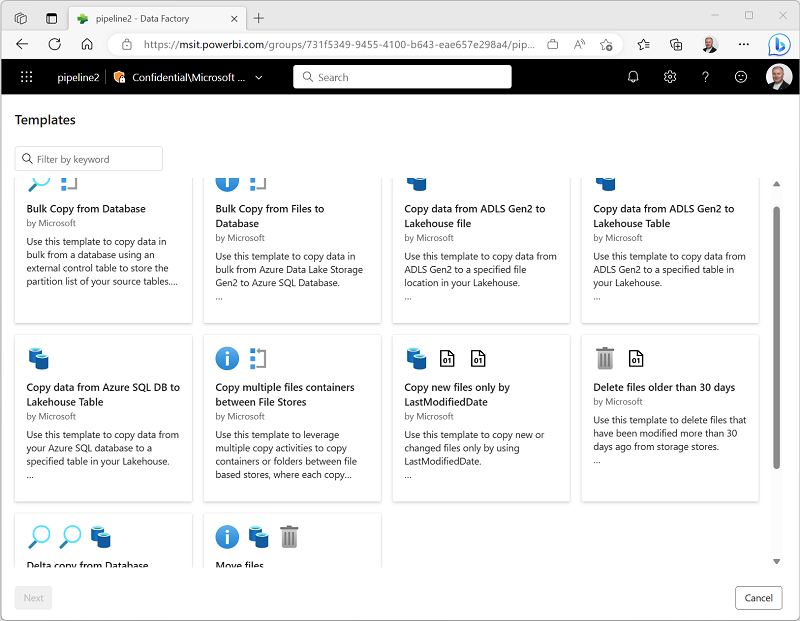 pipeline2 - Data Factory
https://msit.powerbi.com/groups/731f5349-9455-4100-b643-eae657e298a4/pip...
pipeline2
Confidential\Microsoft ...
Search
Templates
Filter by keyword
Bulk Copy from Database
by Microsoft
Use this template to copy data in
bulk from a database using an
external control table to store the
partition list of your source tables....
Bulk Copy from Files to
Database
by Microsoft
Use this template to copy data in
bulk from Azure Data Lake Storage
Gen2 to Azure SQL Database.
...
Copy data from ADLS Gen2 to
Lakehouse file
by Microsoft
Use this template to copy data from
ADLS Gen2 to a specified file
location in your Lakehouse.
...
Copy data from ADLS Gen2 to
Lakehouse Table
by Microsoft
Use this template to copy data from
ADLS Gen2 to a specified table in
your Lakehouse.
...
Copy data from Azure SQL DB to
Lakehouse Table
by Microsoft
Use this template to copy data from
your Azure SQL database to a
specified table in your Lakehouse.
...
Copy multiple files containers
between File Stores
by Microsoft
Use this template to leverage
multiple copy activities to copy
containers or folders between file
based stores, where each copy...
01 01
Copy new files only by
LastModifiedDate
by Microsoft
Use this template to copy new or
changed files only by using
LastModifiedDate.
...
01
Delete files older than 30 days
by Microsoft
Use this template to delete files that
have been modified more than 30
days ago from storage stores.
...
Delta copy from Database
Move files
Next
Cancel